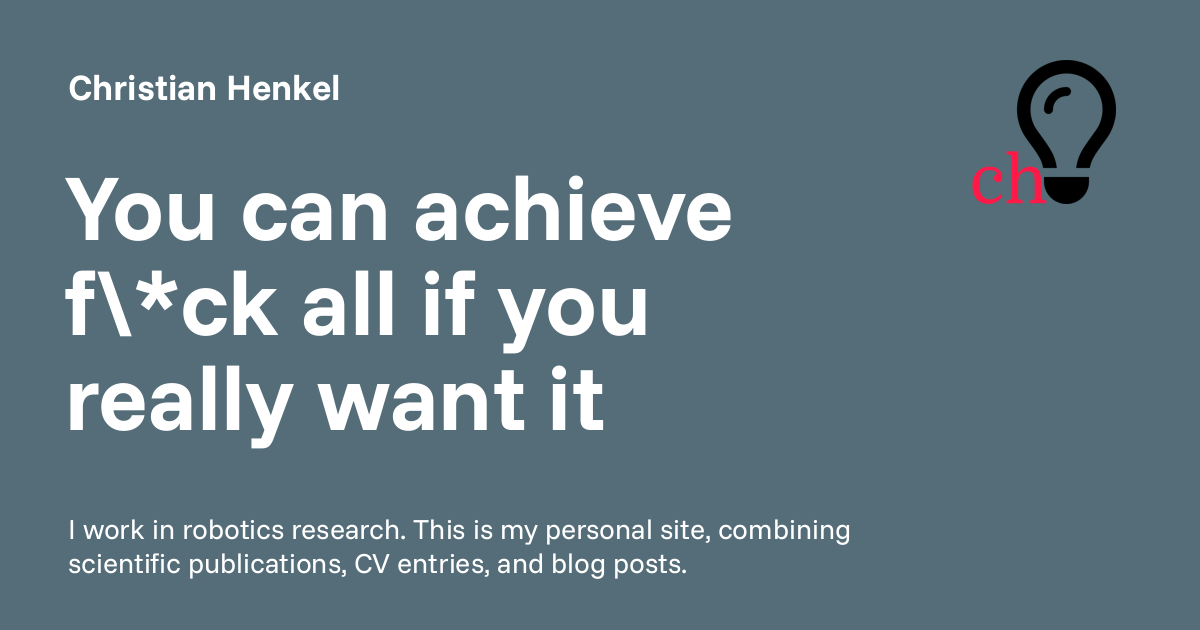 Christian Henkel
ch
You can achieve
f\*ck all if you
really want it
I work in robotics research. This is my personal site, combining
scientific publications, CV entries, and blog posts.